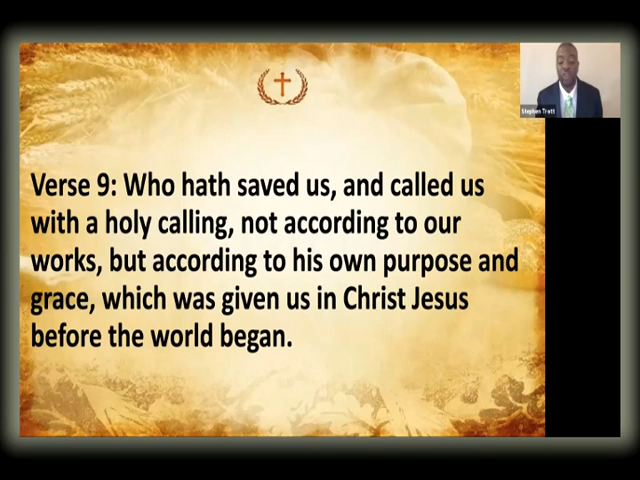 Stephen Trott
Verse 9: Who hath saved us, and called us
with a holy calling, not according to our
works, but according to his own purpose and
grace, which was given us in Christ Jesus
before the world began.